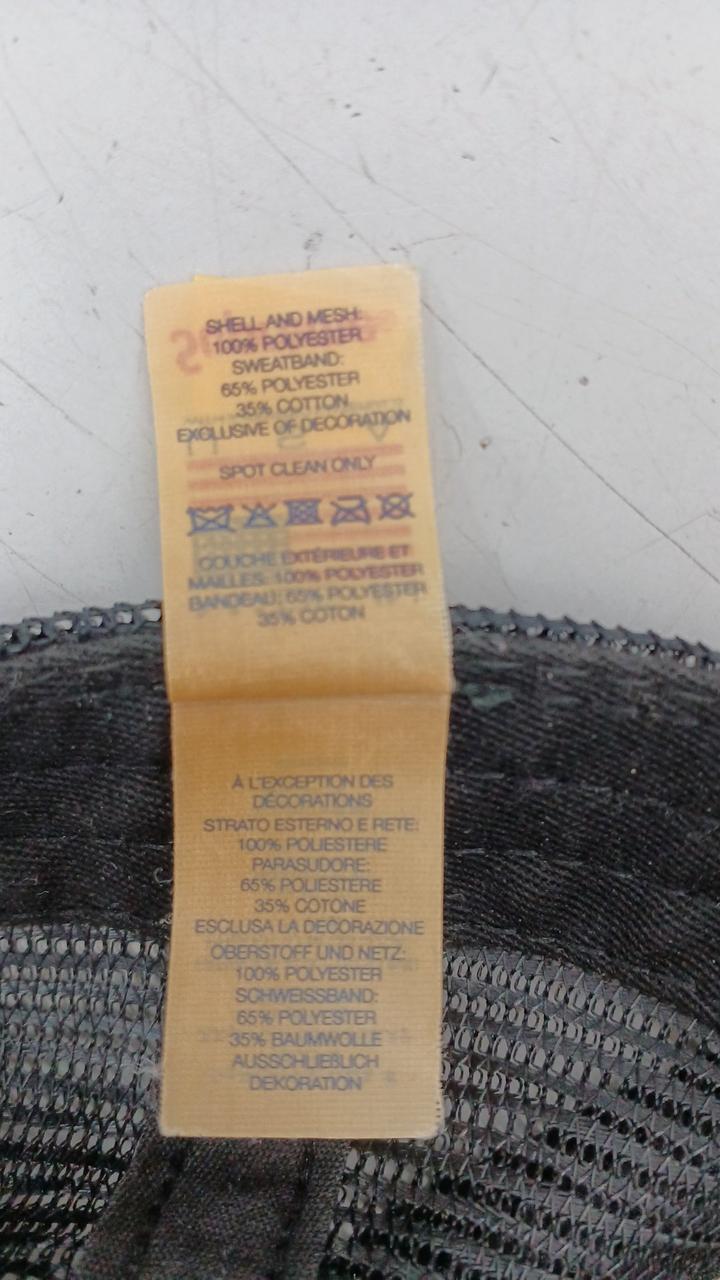 SHELL AND MESH:
100% POLYESTER
SWEATBAND:
65% POLYESTER
35% COTTON
EXCLUSIVE OF DECORATION
SPOT CLEAN ONLY
COUCHE EXTÉRIEURE ET
MAILLES: 100% POLYESTER
BANDEAU: 65% POLYESTER
35% COTON
À L'EXCEPTION DES
DÉCORATIONS
STRATO ESTERNO E RETE:
100% POLIESTERE
PARASUDORE:
65% POLIESTERE
35% COTONE
ESCLUSA LA DECORAZIONE
OBERSTOFF UND NETZ:
100% POLYESTER
SCHWEISSBAND:
65% POLYESTER
35% BAUMWOLLE
AUSSCHLIEßLICH
DEKORATION